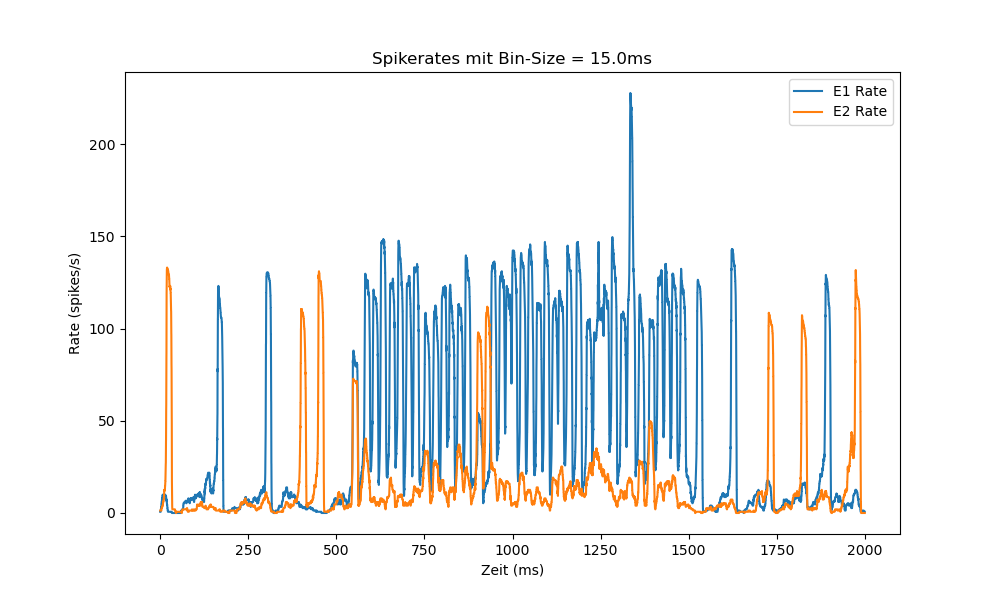 Spikerates mit Bin-Size = 15.0ms
E1 Rate
E2 Rate
Rate (spikes/s)
200
150
100
50
0
0 250 500 750 1000 1250 1500 1750 2000
Zeit (ms)